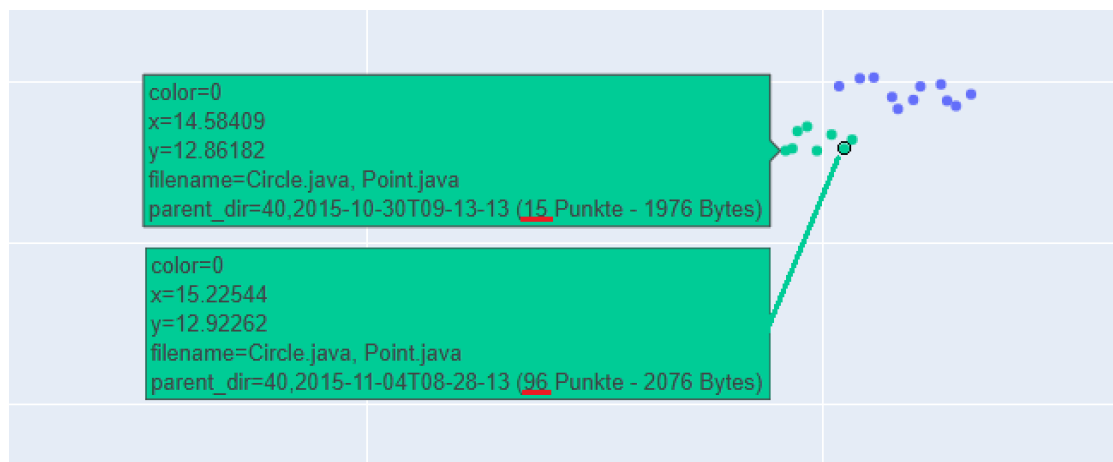 color=0
x=14.58409
y=12.86182
filename=Circle.java, Point.java
parent_dir=40,2015-10-30T09-13-13 (15 Punkte - 1976 Bytes)
color=0
x=15.22544
y=12.92262
filename=Circle.java, Point.java
parent_dir=40,2015-11-04T08-28-13 (96 Punkte - 2076 Bytes)